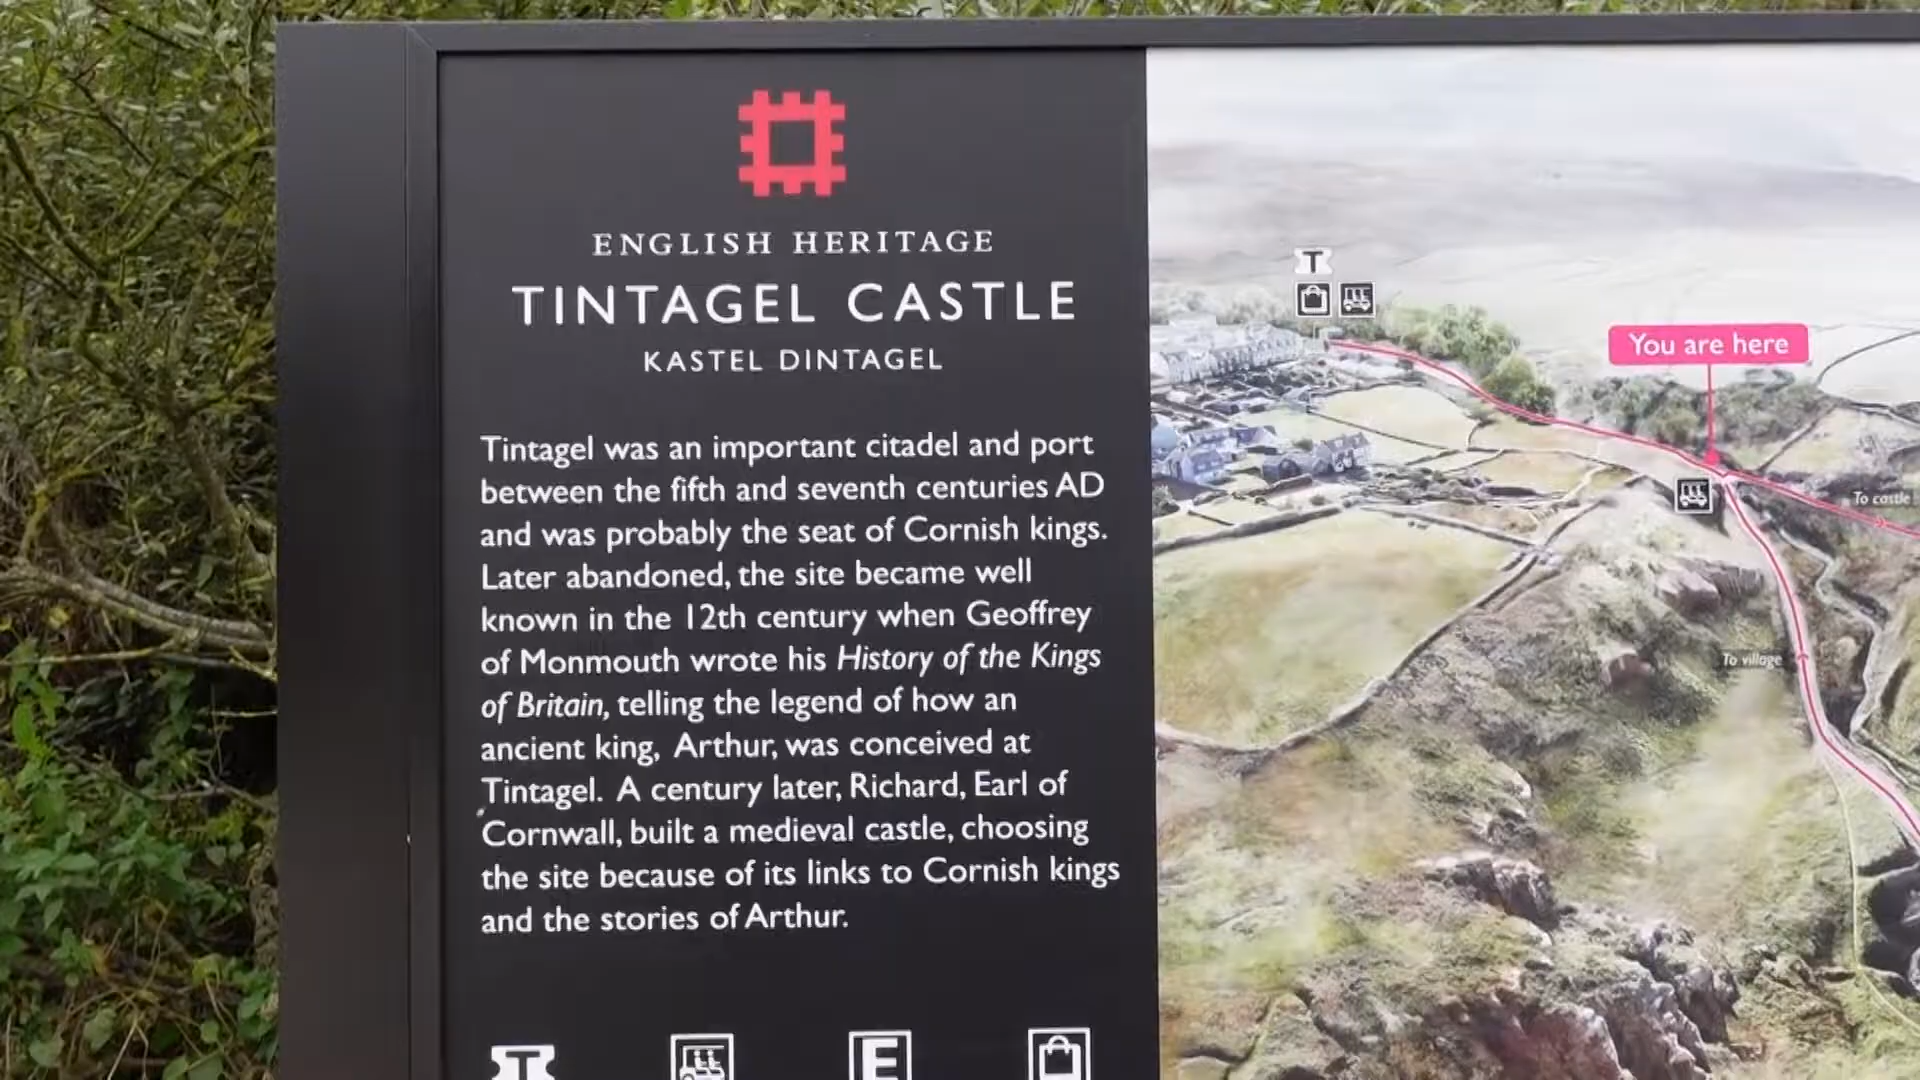 ENGLISH HERITAGE
TINTAGEL CASTLE
KASTEL DINTAGEL
Tintagel was an important citadel and port
between the fifth and seventh centuries AD
and was probably the seat of Cornish kings.
Later abandoned, the site became well
known in the 12th century when Geoffrey
of Monmouth wrote his History of the Kings
of Britain, telling the legend of how an
ancient king, Arthur, was conceived at
Tintagel. A century later, Richard, Earl of
Cornwall, built a medieval castle, choosing
the site because of its links to Cornish kings
and the stories of Arthur.
T
E
T
You are here
To castle
To village